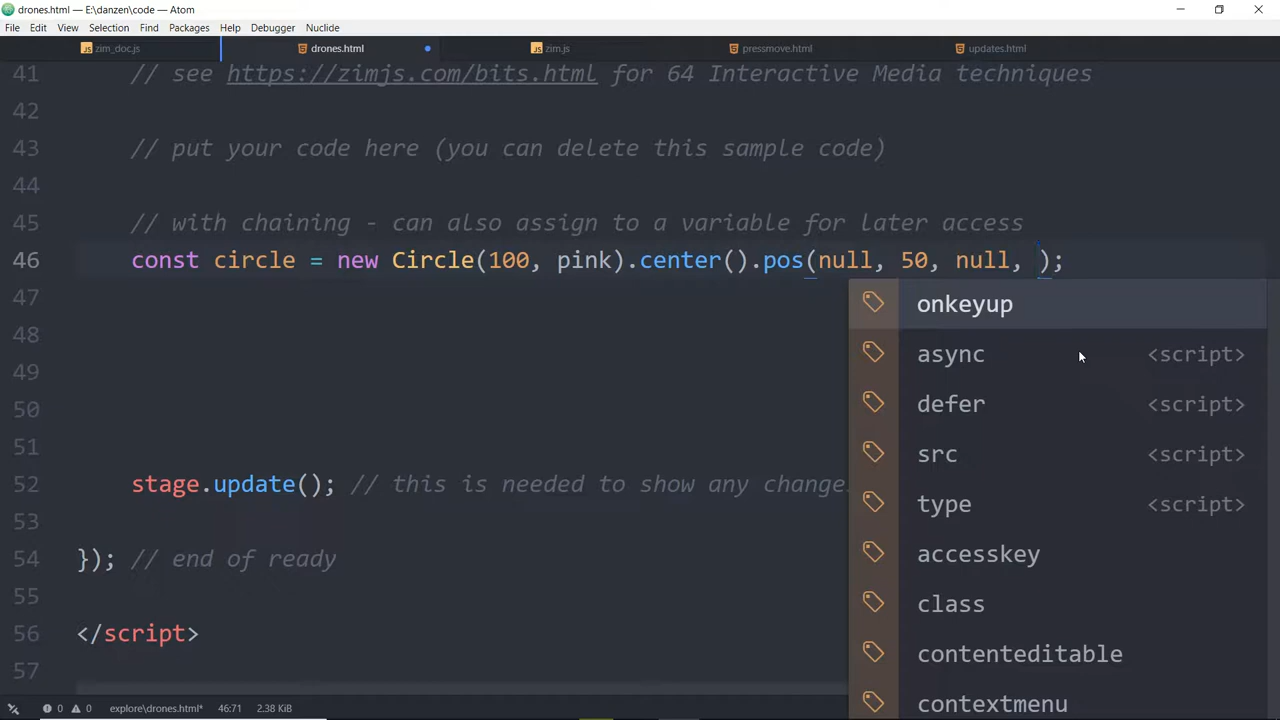 drones.html — E:\danzen\code — Atom
File Edit View Selection Find Packages Help Debugger Nuclide
zim_doc.js drones.html zim.js pressmove.html updates.html
41 // see https://zimjs.com/bits.html for 64 Interactive Media techniques
42
43 // put your code here (you can delete this sample code)
44
45 // with chaining - can also assign to a variable for later access
46 const circle = new Circle(100, pink).center().pos(null, 50, null, );
47
onkeyup
48
async <script>
49
defer
50
<script>
src <script>
51
52 stage.update(); // this is needed to show any change
type <script>
53
accesskey
54 }); // end of ready
55
class
56 </script>
contenteditable
57
contextmenu
0 0 explore\drones.html* 46:71 2.38 KiB